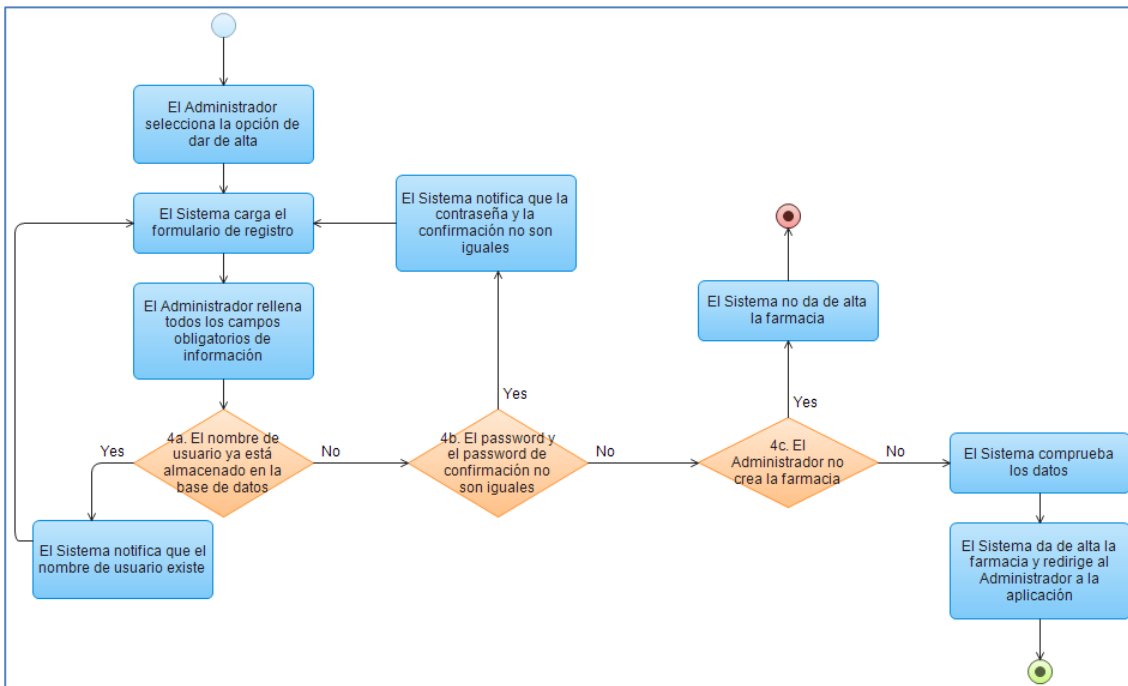 El Administrador
selecciona la opción de
dar de alta
El Sistema carga el
formulario de registro
El Sistema notifica que la
contraseña y la
confirmación no son
iguales
El Administrador rellena
todos los campos
obligatorios de
información
El Sistema no da de alta
la farmacia
Yes
4a. El nombre de
usuario ya está
almacenado en la
base de datos
No
Yes
4b. El password y
el password de
confirmación no
son iguales
No
Yes
4c. El
Administrador no
crea la farmacia
No
El Sistema comprueba
los datos
El Sistema notifica que el
nombre de usuario existe
El Sistema da de alta la
farmacia y redirige al
Administrador a la
aplicación